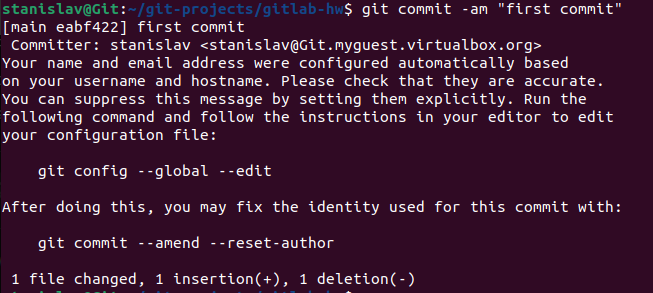 stanislav@Git:~/git-projects/gitlab-hw$ git commit -am "first commit"
[main eabf422] first commit
 Committer: stanislav <stanislav@Git.myguest.virtualbox.org>
Your name and email address were configured automatically based
on your username and hostname. Please check that they are accurate.
You can suppress this message by setting them explicitly. Run the
following command and follow the instructions in your editor to edit
your configuration file:

    git config --global --edit

After doing this, you may fix the identity used for this commit with:

    git commit --amend --reset-author

 1 file changed, 1 insertion(+), 1 deletion(-)